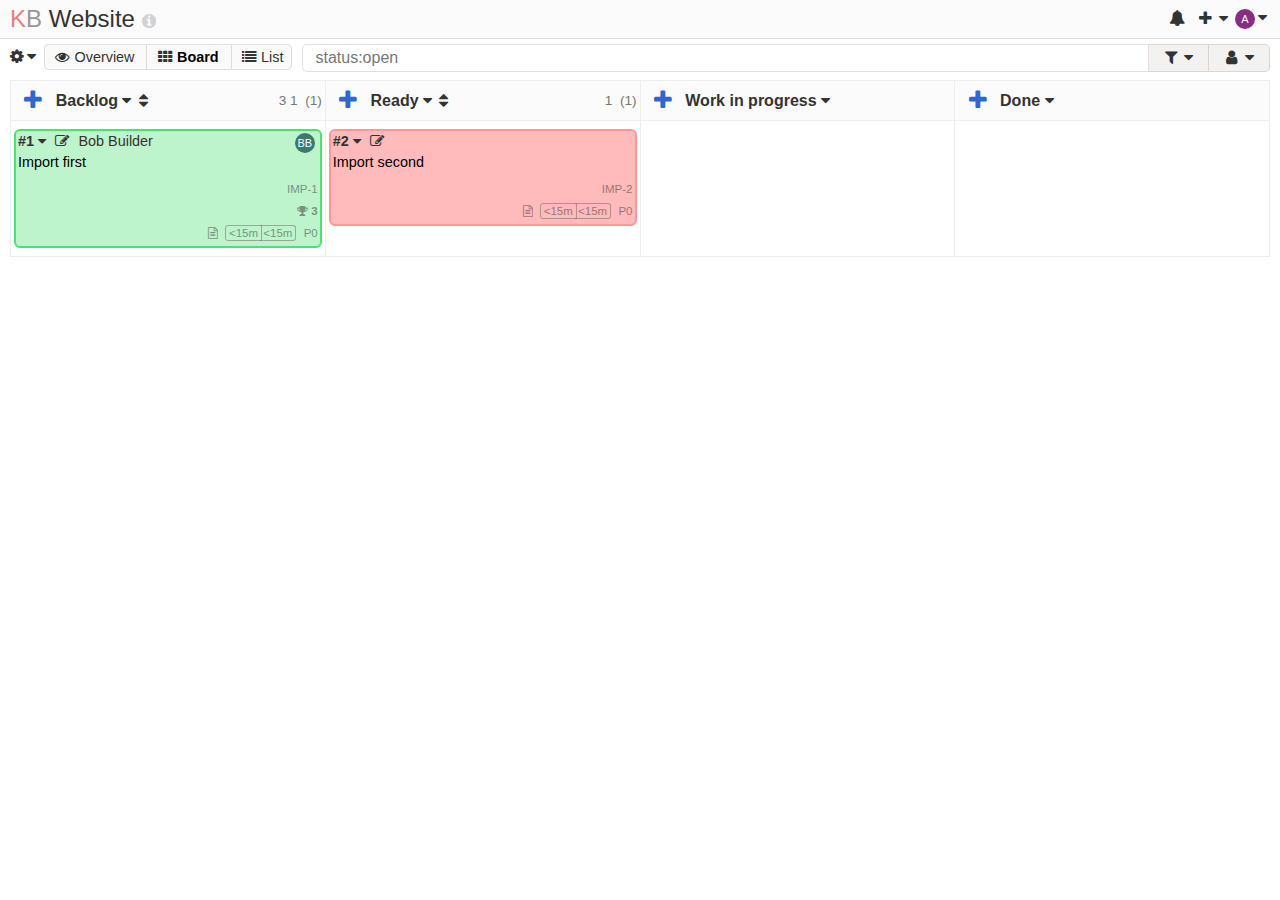 KB Website
A
Overview Board List status:open
Backlog 3 1 (1) Ready 1 (1) Work in progress Done
#1 Bob Builder BB
Import first
IMP-1
3
<15m <15m P0
#2
Import second
IMP-2
<15m <15m P0